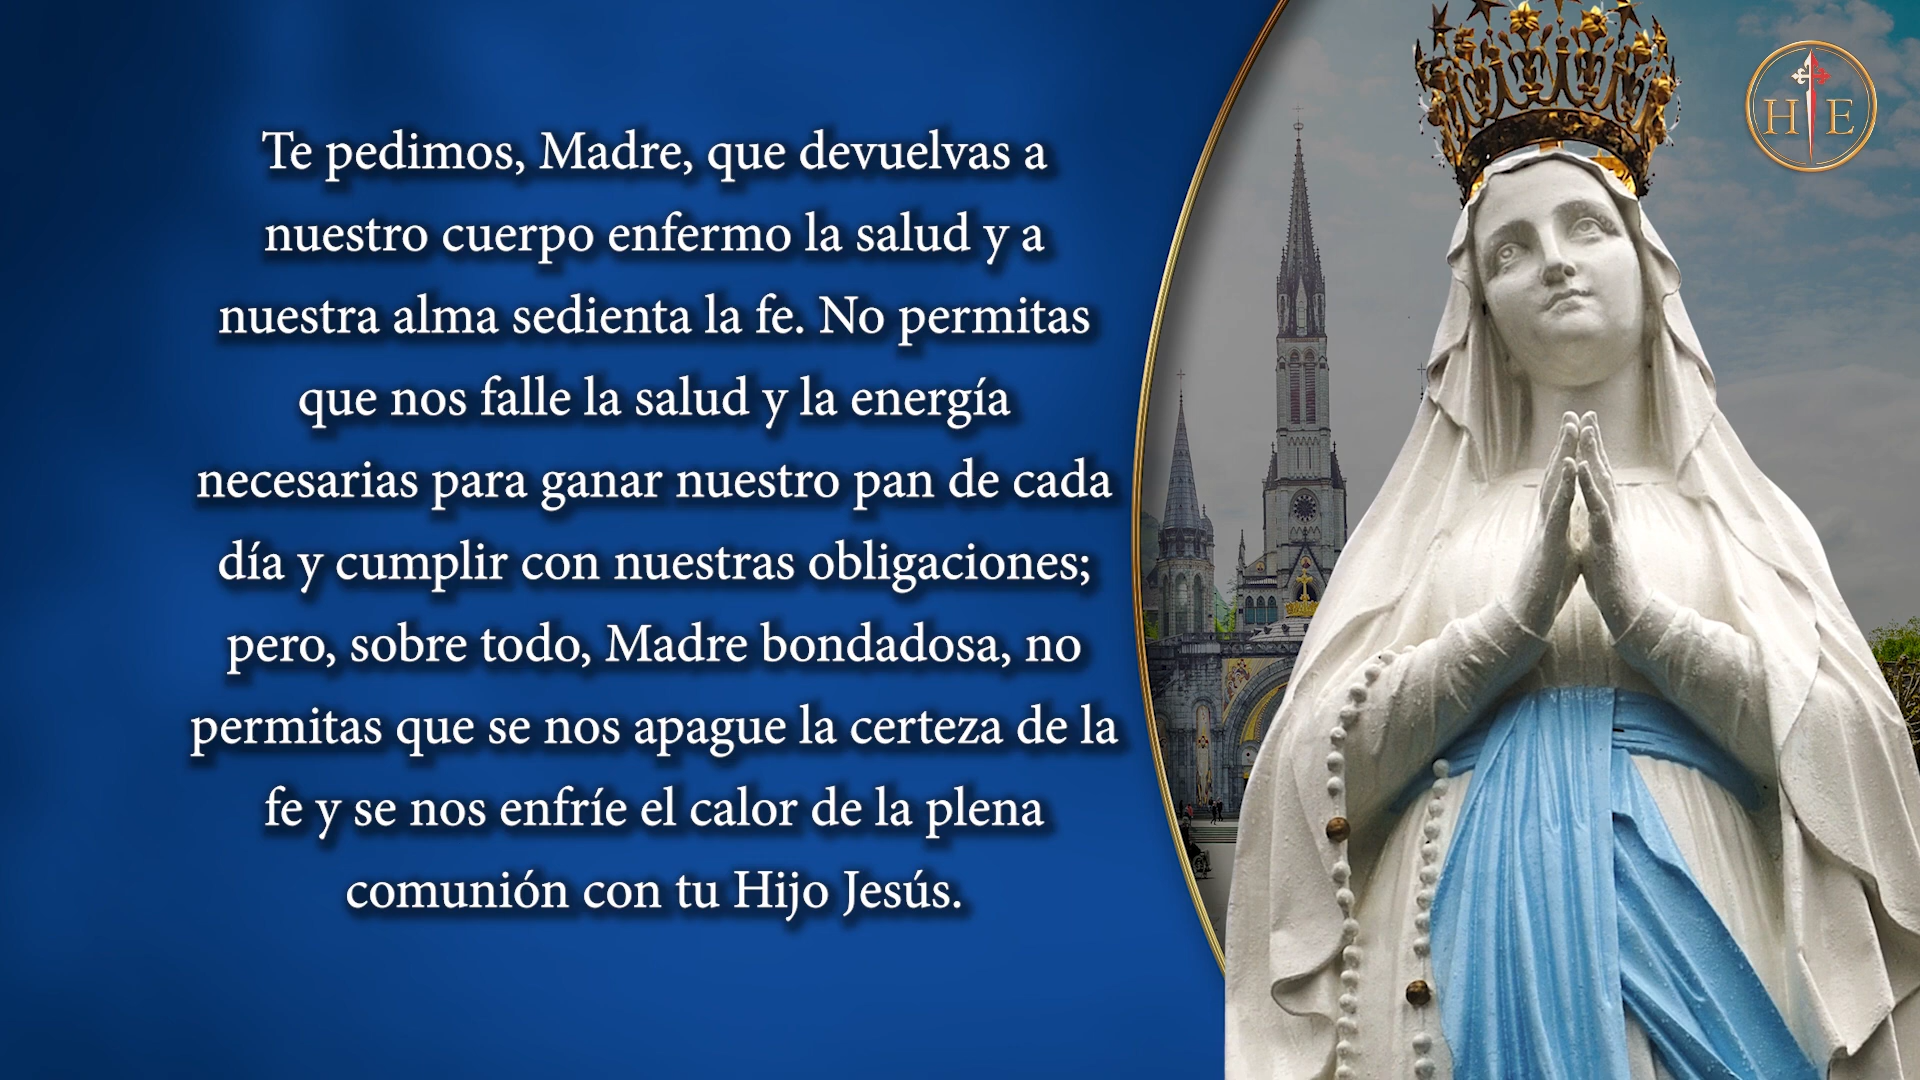 Te pedimos, Madre, que devuelvas a
nuestro cuerpo enfermo la salud y a
nuestra alma sedienta la fe. No permitas
que nos falle la salud y la energía
necesarias para ganar nuestro pan de cada
día y cumplir con nuestras obligaciones;
pero, sobre todo, Madre bondadosa, no
permitas que se nos apague la certeza de la
fe y se nos enfríe el calor de la plena
comunión con tu Hijo Jesús.
H E